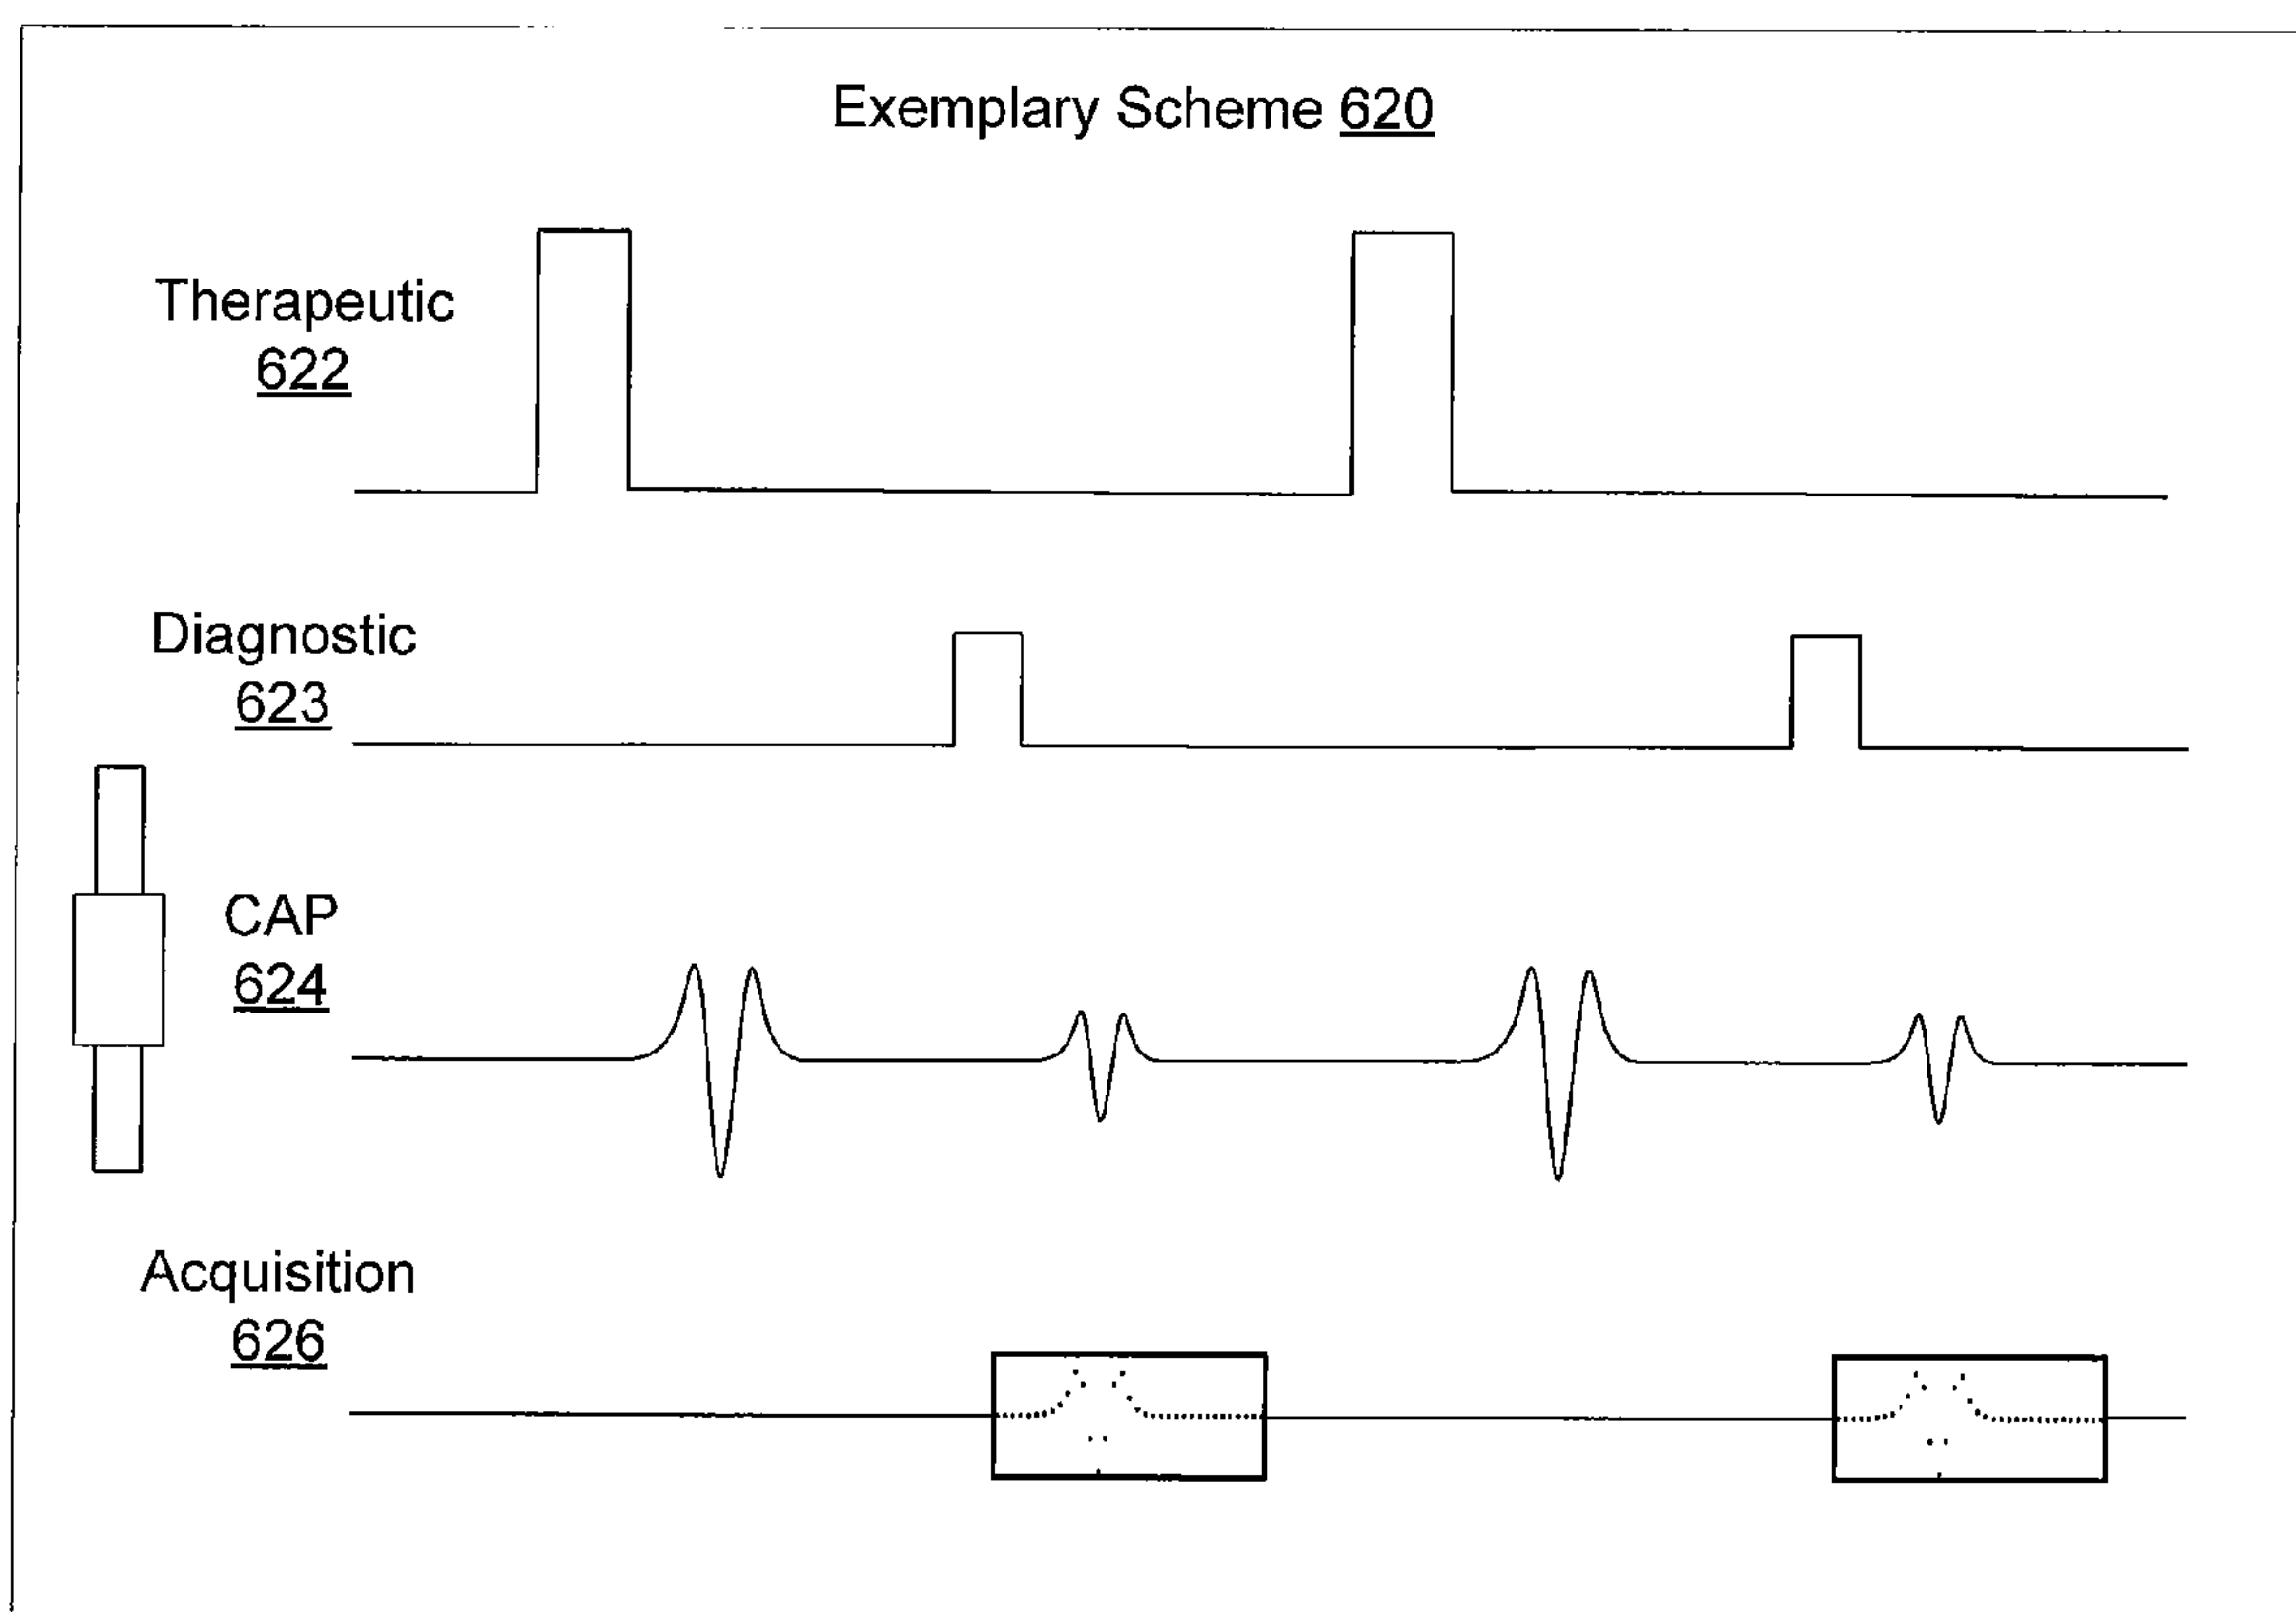 Exemplary Scheme 620
Therapeutic
622
Diagnostic
623
CAP
624
Acquisition
626